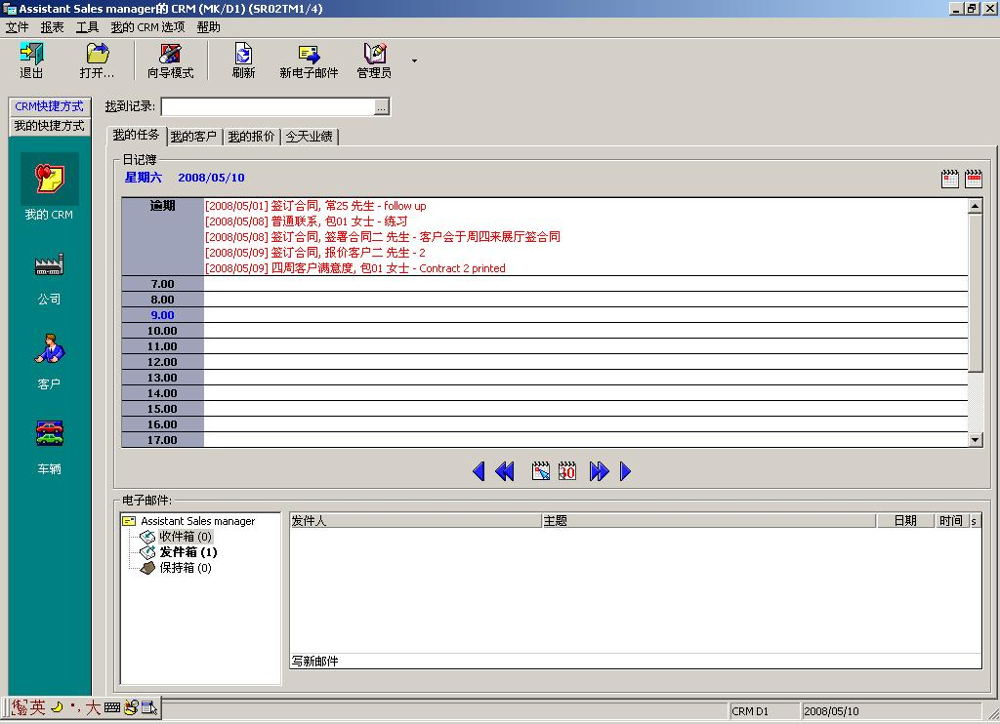 Assistant Sales manager的 CRM (MK/D1) (SR02TM1/4)
文件 报表 工具 我的 CRM 选项 帮助
退出 打开... 向导模式 刷新 新电子邮件 管理员
CRM快捷方式
我的快捷方式
我的 CRM
公司
客户
车辆
找到记录: ...
我的任务 我的客户 我的报价 今天业绩
日记簿
星期六 2008/05/10
逾期
[2008/05/01] 签订合同, 常25 先生 - follow up
[2008/05/08] 普通联系, 包01 女士 - 练习
[2008/05/08] 签订合同, 签署合同二 先生 - 客户会于周四来展厅签合同
[2008/05/09] 签订合同, 报价客户二 先生 - 2
[2008/05/09] 四周客户满意度, 包01 女士 - Contract 2 printed
7.00
8.00
9.00
10.00
11.00
12.00
13.00
14.00
15.00
16.00
17.00
30
电子邮件:
Assistant Sales manager
收件箱 (0)
发件箱 (1)
保持箱 (0)
发件人 主题 日期 时间 s
写新邮件
英 大
CRM D1 2008/05/10